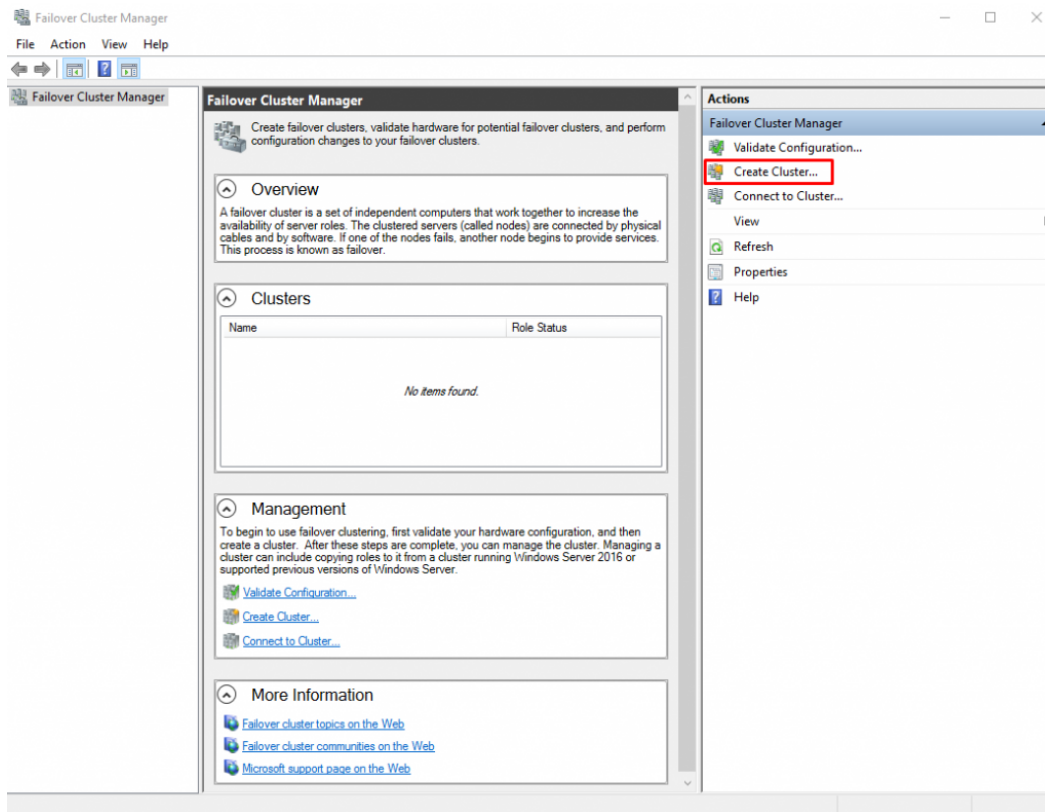 Failover Cluster Manager
File Action View Help
Failover Cluster Manager
Failover Cluster Manager
Create failover clusters, validate hardware for potential failover clusters, and perform
configuration changes to your failover clusters.
Overview
A failover cluster is a set of independent computers that work together to increase the
availability of server roles. The clustered servers (called nodes) are connected by physical
cables and by software. If one of the nodes fails, another node begins to provide services.
This process is known as failover.
Clusters
Name Role Status
No items found.
Management
To begin to use failover clustering, first validate your hardware configuration, and then
create a cluster. After these steps are complete, you can manage the cluster. Managing a
cluster can include copying roles to it from a cluster running Windows Server 2016 or
supported previous versions of Windows Server.
Validate Configuration...
Create Cluster...
Connect to Cluster...
More Information
Failover cluster topics on the Web
Failover cluster communities on the Web
Microsoft support page on the Web
Actions
Failover Cluster Manager
Validate Configuration...
Create Cluster...
Connect to Cluster...
View
Refresh
Properties
Help